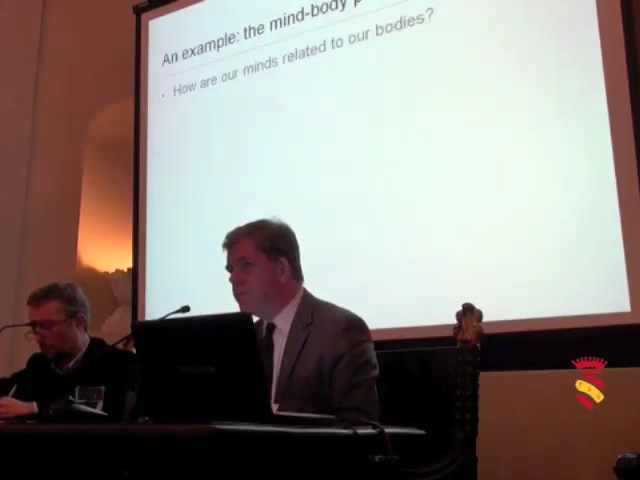 An example: the mind-body
How are our minds related to our bodies?